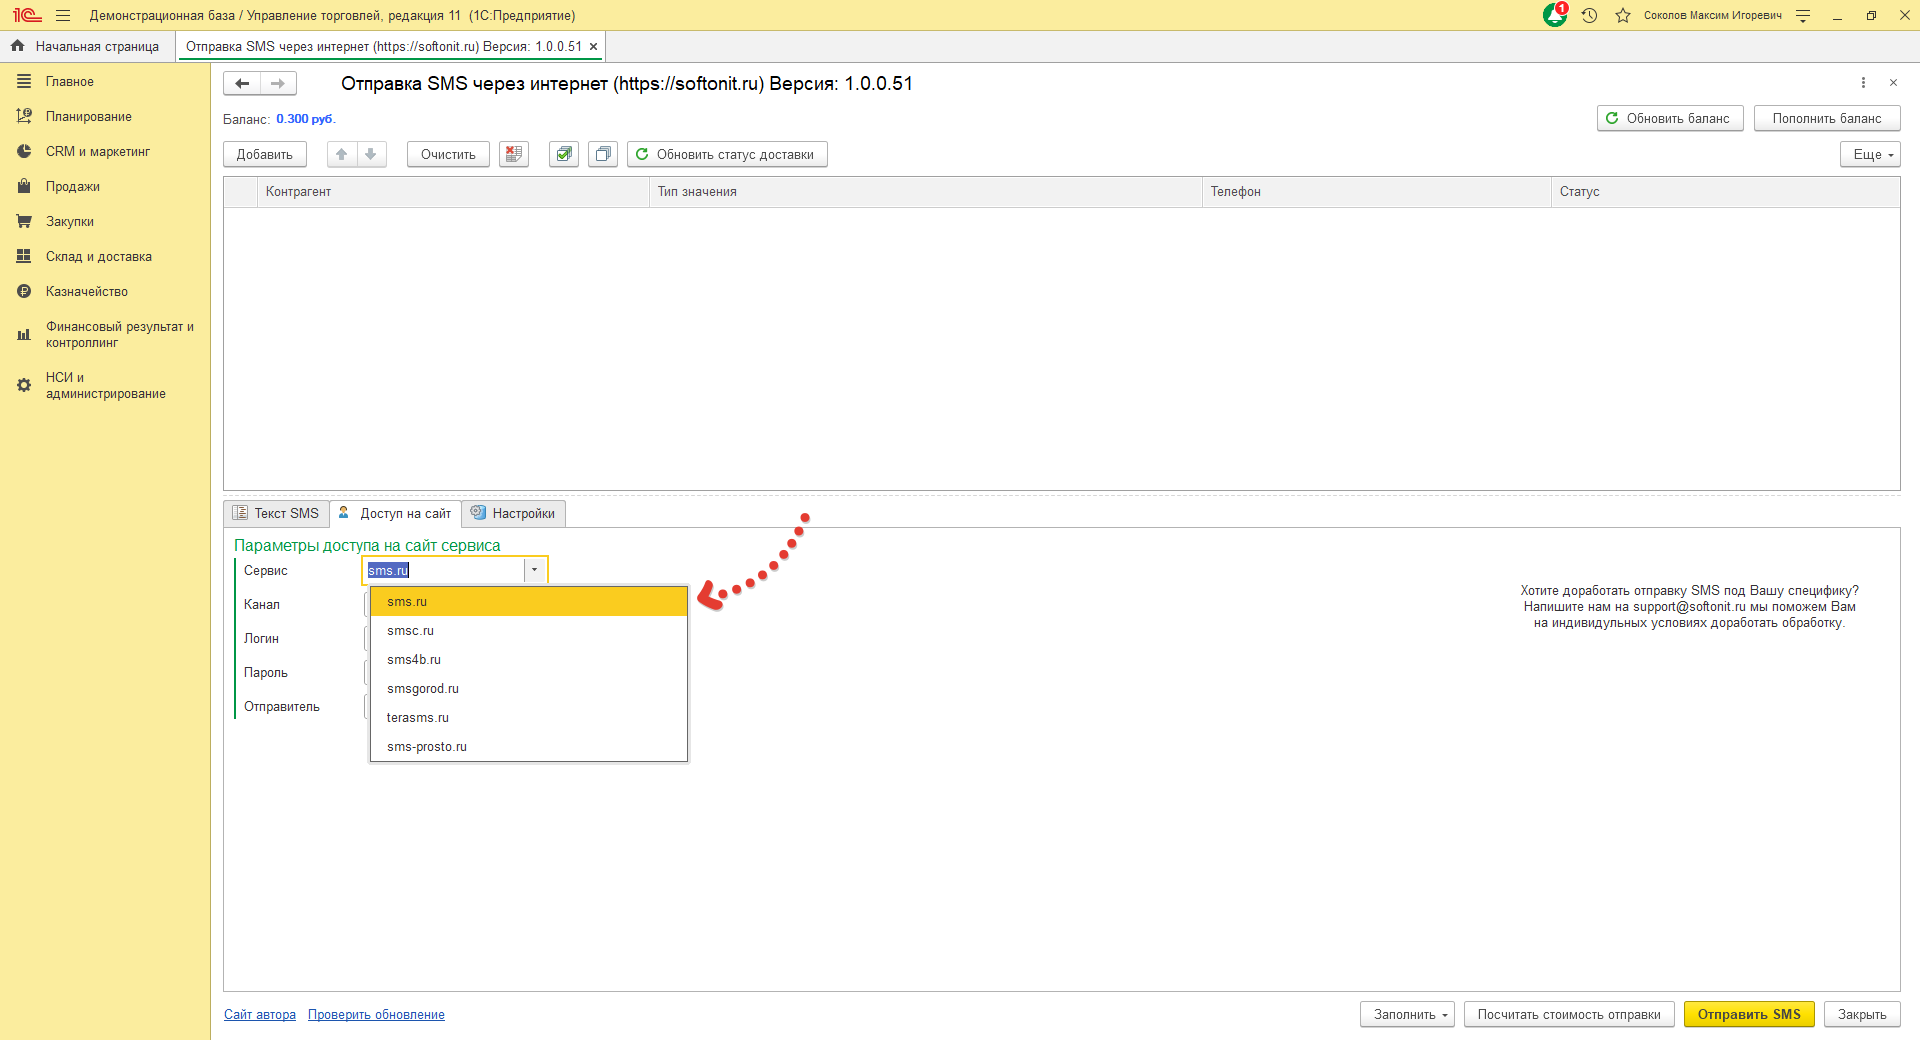 Демонстрационная база / Управление торговлей, редакция 11 (1С:Предприятие)
1
Соколов Максим Игоревич
Начальная страница
Отправка SMS через интернет (https://softonit.ru) Версия: 1.0.0.51
Главное
Планирование
CRM и маркетинг
Продажи
Закупки
Склад и доставка
Казначейство
Финансовый результат и
контроллинг
НСИ и
администрирование
Отправка SMS через интернет (https://softonit.ru) Версия: 1.0.0.51
Баланс: 0.300 руб.
Обновить баланс
Пополнить баланс
Добавить
Очистить
Обновить статус доставки
Еще
Контрагент
Тип значения
Телефон
Статус
Текст SMS
Доступ на сайт
Настройки
Параметры доступа на сайт сервиса
Сервис
sms.ru
Канал
Логин
Пароль
Отправитель
sms.ru
smsc.ru
sms4b.ru
smsgorod.ru
terasms.ru
sms-prosto.ru
Хотите доработать отправку SMS под Вашу специфику?
Напишите нам на support@softonit.ru мы поможем Вам
на индивидульных условиях доработать обработку.
Сайт автора
Проверить обновление
Заполнить
Посчитать стоимость отправки
Отправить SMS
Закрыть